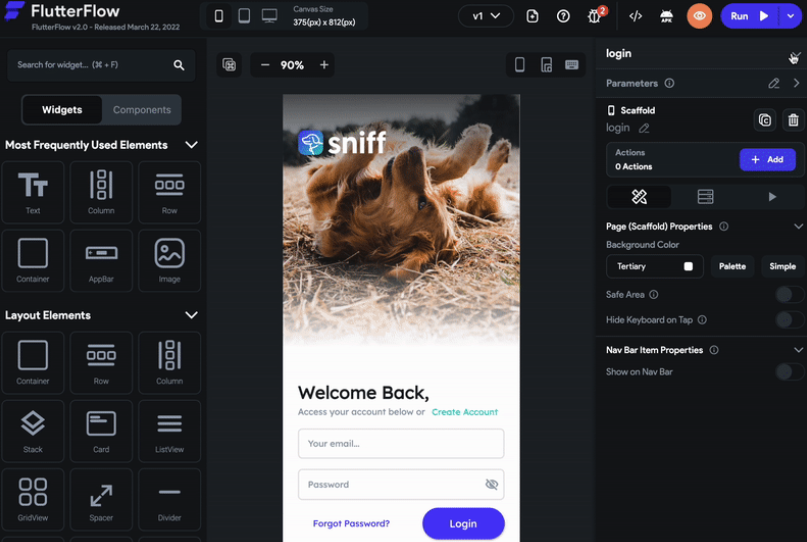 FlutterFlow
FlutterFlow v2.0 - Released March 22, 2022
Canvas Size
375(px) x 812(px)
v1
2
</>
APK
Run
Search for widget... (⌘ + F)
Widgets
Components
Most Frequently Used Elements
Tt
Text
Column
Row
Container
AppBar
Image
Layout Elements
Container
Row
Column
Stack
Card
ListView
GridView
Spacer
Divider
90%
sniff
Welcome Back,
Access your account below or Create Account
Your email...
Password
Forgot Password?
Login
login
Parameters
Scaffold
login
Actions
0 Actions
+ Add
Page (Scaffold) Properties
Background Color
Tertiary
Palette
Simple
Safe Area
Hide Keyboard on Tap
Nav Bar Item Properties
Show on Nav Bar